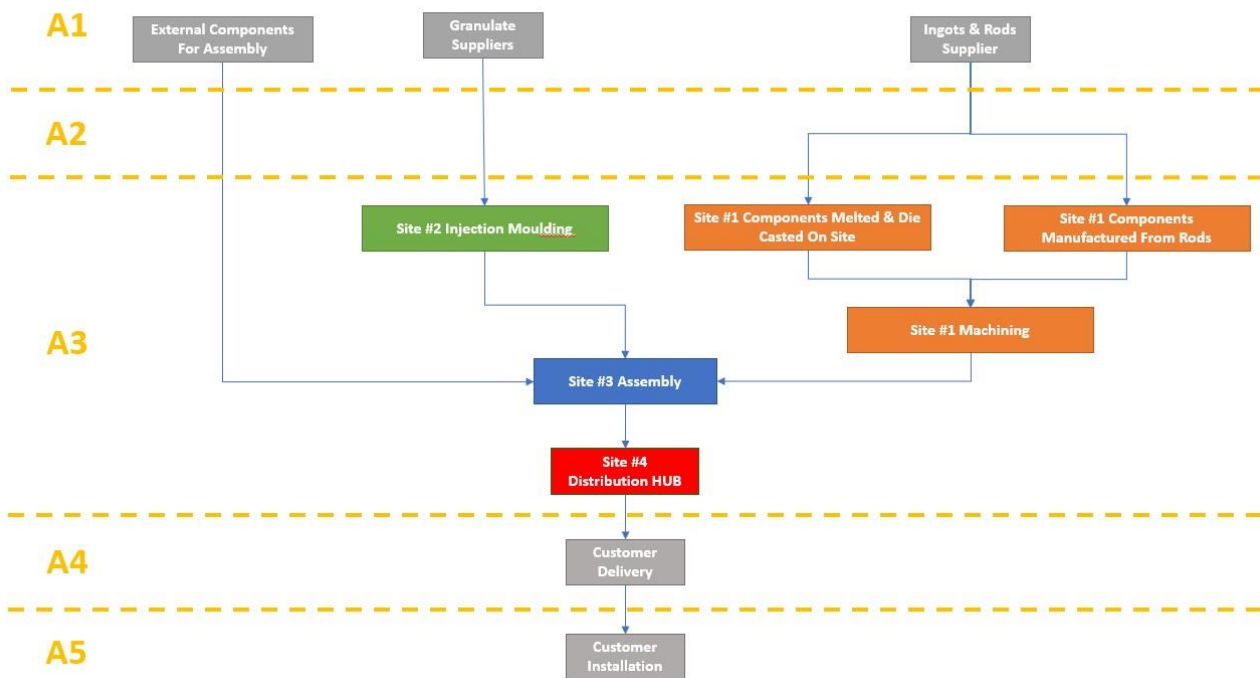 A1
External Components
For Assembly
Granulate
Suppliers
Ingots & Rods
Supplier
A2
A3
Site #2 Injection Moulding
Site #1 Components Melted & Die
Casted On Site
Site #1 Components
Manufactured From Rods
Site #1 Machining
Site #3 Assembly
Site #4
Distribution HUB
A4
Customer
Delivery
A5
Customer
Installation